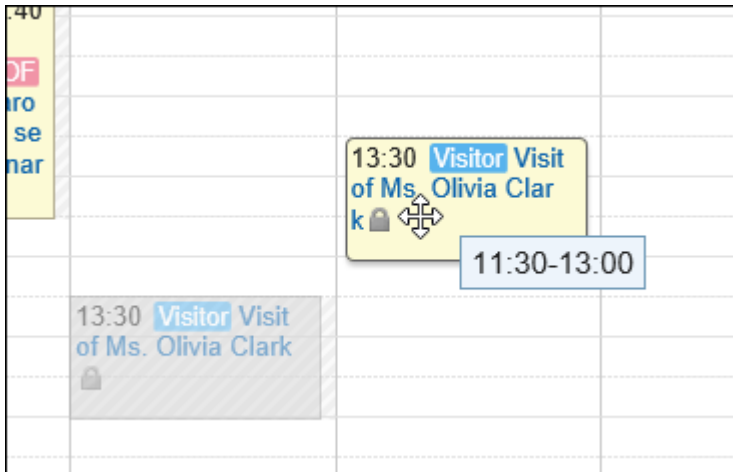 .40
OF
aro
se
nar
13:30 Visitor Visit
of Ms. Olivia Clar
k
11:30-13:00
13:30 Visitor Visit
of Ms. Olivia Clark